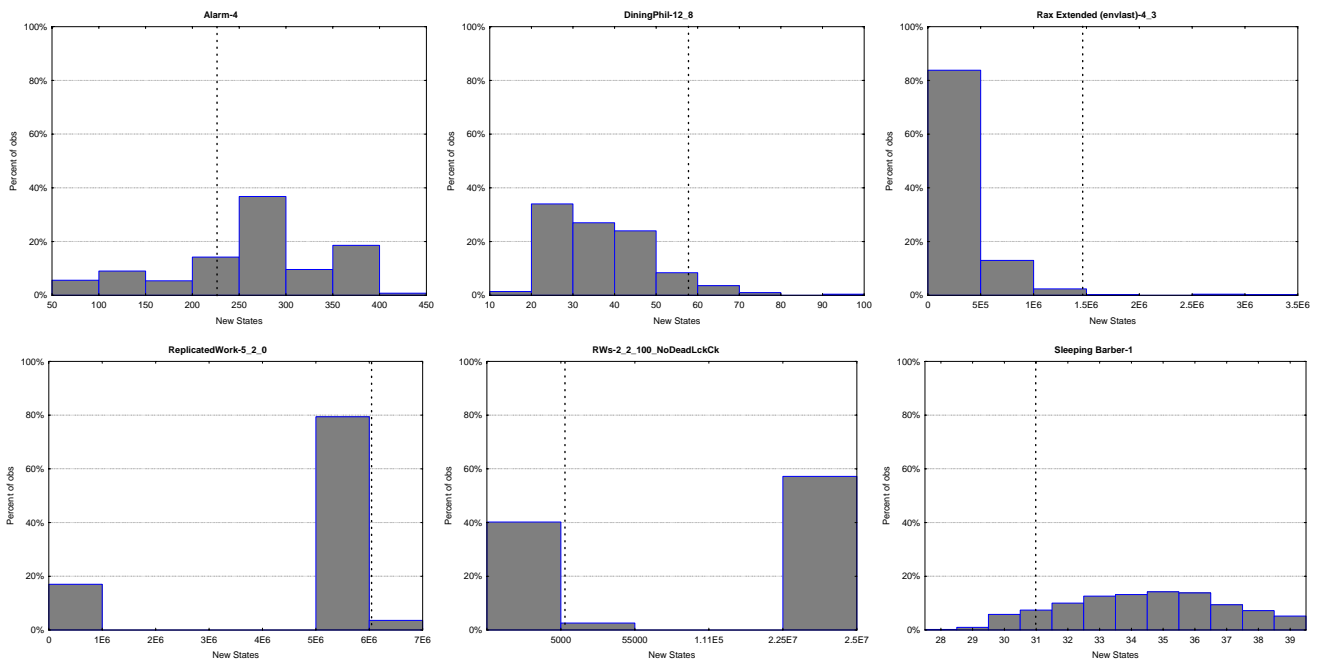 Alarm-4
100%
80%
60%
40%
20%
0%
Percent of obs
50 100 150 200 250 300 350 400 450
New States
DiningPhil-12_8
100%
80%
60%
40%
20%
0%
Percent of obs
10 20 30 40 50 60 70 80 90 100
New States
Rax Extended (envlast)-4_3
100%
80%
60%
40%
20%
0%
Percent of obs
0 5E5 1E6 1.5E6 2E6 2.5E6 3E6 3.5E6
New States
ReplicatedWork-5_2_0
100%
80%
60%
40%
20%
0%
Percent of obs
0 1E6 2E6 3E6 4E6 5E6 6E6 7E6
New States
RWs-2_2_100_NoDeadLckCk
100%
80%
60%
40%
20%
0%
Percent of obs
5000 55000 1.11E5 2.25E7 2.5E7
New States
Sleeping Barber-1
100%
80%
60%
40%
20%
0%
Percent of obs
28 29 30 31 32 33 34 35 36 37 38 39
New States